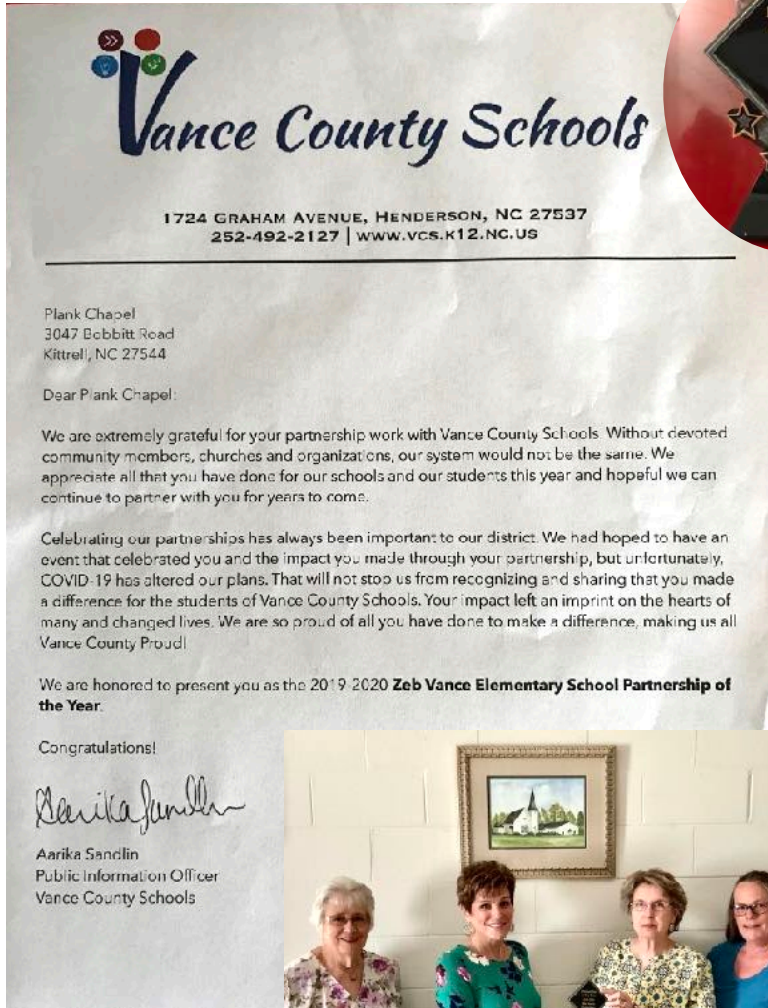 Vance County Schools
1724 GRAHAM AVENUE, HENDERSON, NC 27537
252-492-2127 | WWW.VCS.K12.NC.US
Plank Chapel
3047 Bobbitt Road
Kittrell, NC 27544
Dear Plank Chapel:
We are extremely grateful for your partnership work with Vance County Schools. Without devoted
community members, churches and organizations, our system would not be the same. We
appreciate all that you have done for our schools and our students this year and hopeful we can
continue to partner with you for years to come.
Celebrating our partnerships has always been important to our district. We had hoped to have an
event that celebrated you and the impact you made through your partnership, but unfortunately,
COVID-19 has altered our plans. That will not stop us from recognizing and sharing that you made
a difference for the students of Vance County Schools. Your impact left an imprint on the hearts of
many and changed lives. We are so proud of all you have done to make a difference, making us all
Vance County Proud!
We are honored to present you as the 2019-2020 Zeb Vance Elementary School Partnership of
the Year.
Congratulations!
Aarika Sandlin
Aarika Sandlin
Public Information Officer
Vance County Schools